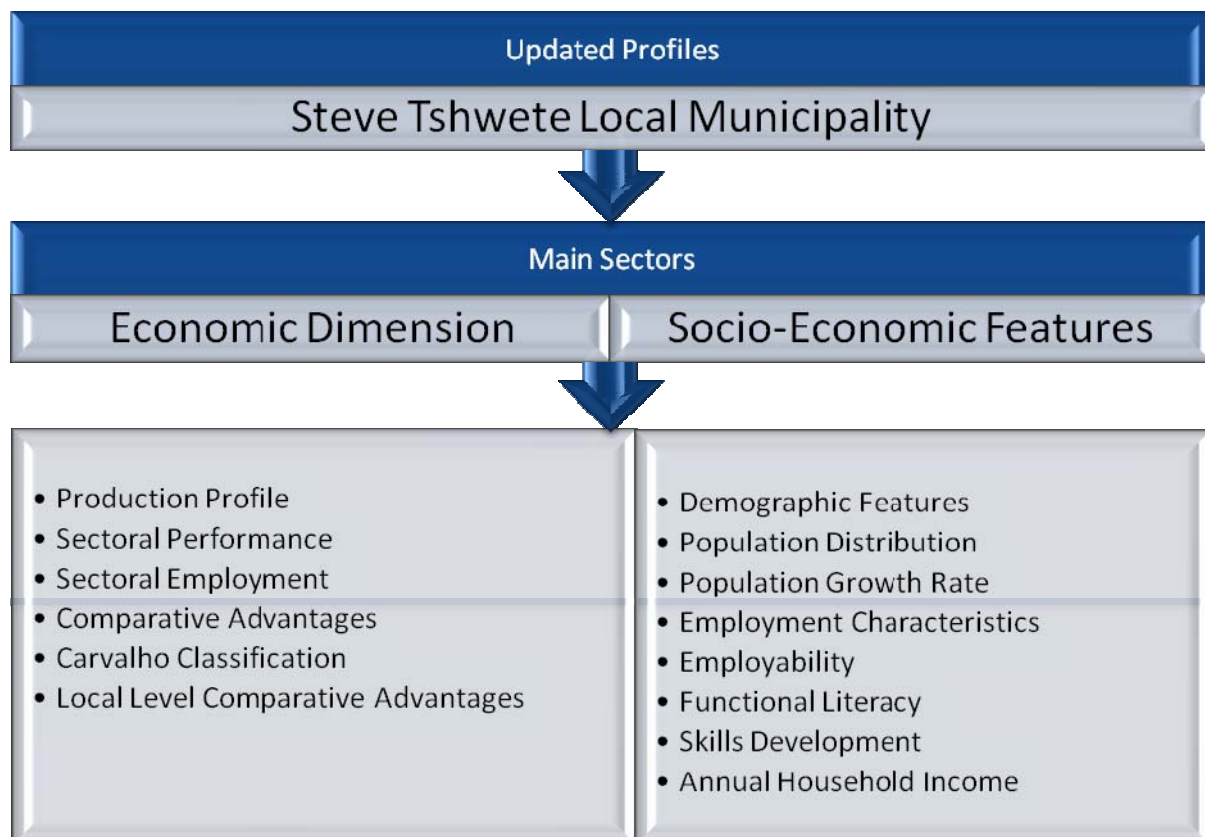 Updated Profiles
Steve Tshwete Local Municipality
Main Sectors
Economic Dimension
Socio-Economic Features
• Production Profile
• Sectoral Performance
• Sectoral Employment
• Comparative Advantages
• Carvalho Classification
• Local Level Comparative Advantages
• Demographic Features
• Population Distribution
• Population Growth Rate
• Employment Characteristics
• Employability
• Functional Literacy
• Skills Development
• Annual Household Income